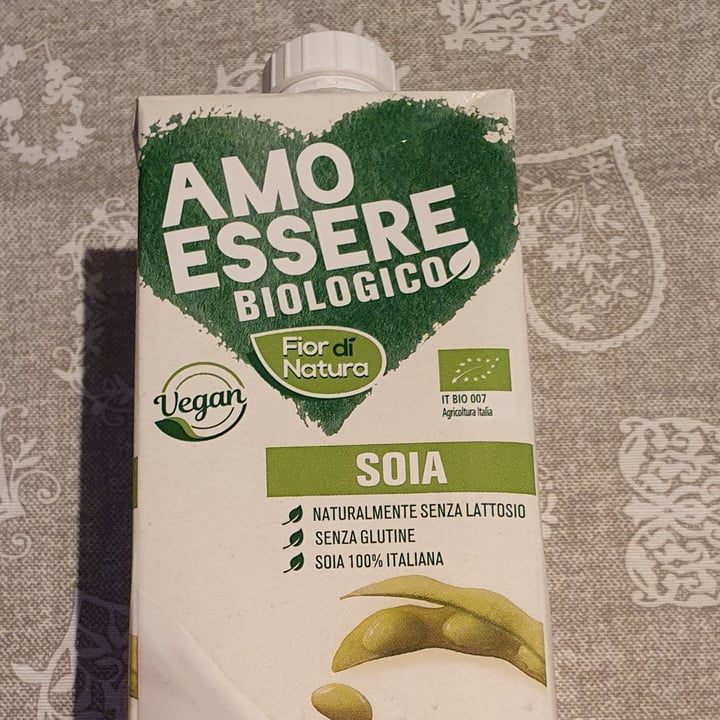 AMO
ESSERE
BIOLOGICO
Fior di
Natura
Vegan
IT BIO 007
Agricoltura Italia
SOIA
NATURALMENTE SENZA LATTOSIO
SENZA GLUTINE
SOIA 100% ITALIANA